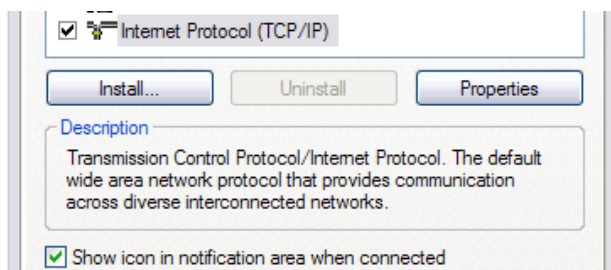 Internet Protocol (TCP/IP)
Install...
Uninstall
Properties
Description
Transmission Control Protocol/Internet Protocol. The default
wide area network protocol that provides communication
across diverse interconnected networks.
Show icon in notification area when connected